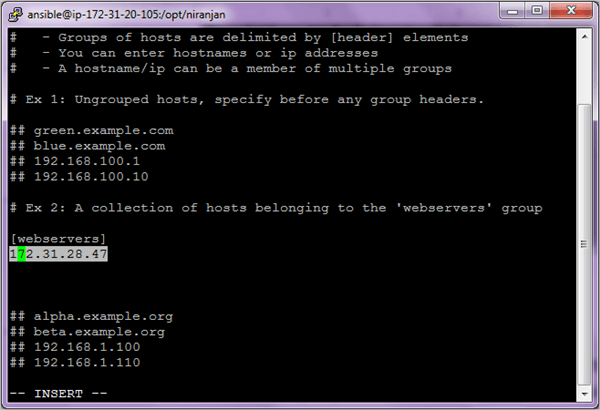 ansible@ip-172-31-20-105:/opt/niranjan
#   - Groups of hosts are delimited by [header] elements
#   - You can enter hostnames or ip addresses
#   - A hostname/ip can be a member of multiple groups
# Ex 1: Ungrouped hosts, specify before any group headers.
## green.example.com
## blue.example.com
## 192.168.100.1
## 192.168.100.10
# Ex 2: A collection of hosts belonging to the 'webservers' group
[webservers]
172.31.28.47
## alpha.example.org
## beta.example.org
## 192.168.1.100
## 192.168.1.110
-- INSERT --